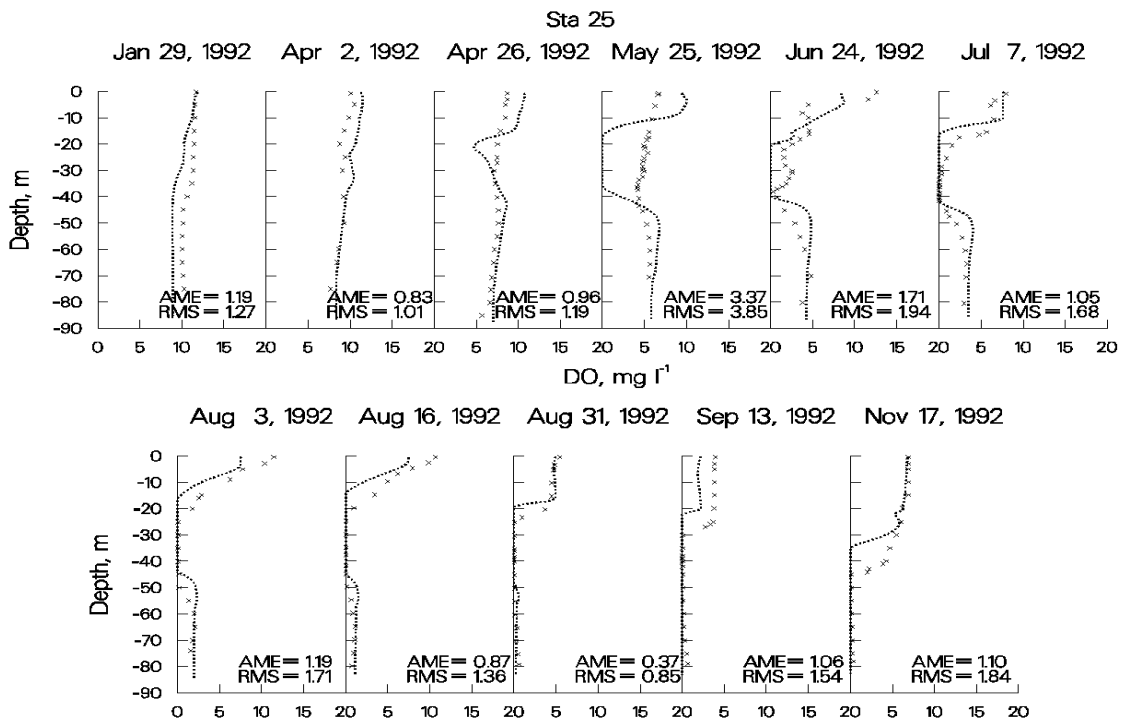 Sta 25
Jan 29, 1992 Apr 2, 1992 Apr 26, 1992 May 25, 1992 Jun 24, 1992 Jul 7, 1992
Depth, m
0
-10
-20
-30
-40
-50
-60
-70
-80
-90
AME = 1.19
RMS = 1.27
AME = 0.83
RMS = 1.01
AME = 0.96
RMS = 1.19
AME = 3.37
RMS = 3.85
AME = 1.71
RMS = 1.94
AME = 1.05
RMS = 1.68
0 5 10 15 20 5 10 15 20 5 10 15 20 5 10 15 20 5 10 15 20 5 10 15 20
DO, mg l⁻¹
Aug 3, 1992 Aug 16, 1992 Aug 31, 1992 Sep 13, 1992 Nov 17, 1992
Depth, m
0
-10
-20
-30
-40
-50
-60
-70
-80
-90
AME = 1.19
RMS = 1.71
AME = 0.87
RMS = 1.36
AME = 0.37
RMS = 0.85
AME = 1.06
RMS = 1.54
AME = 1.10
RMS = 1.84
0 5 10 15 20 5 10 15 20 5 10 15 20 5 10 15 20 5 10 15 20